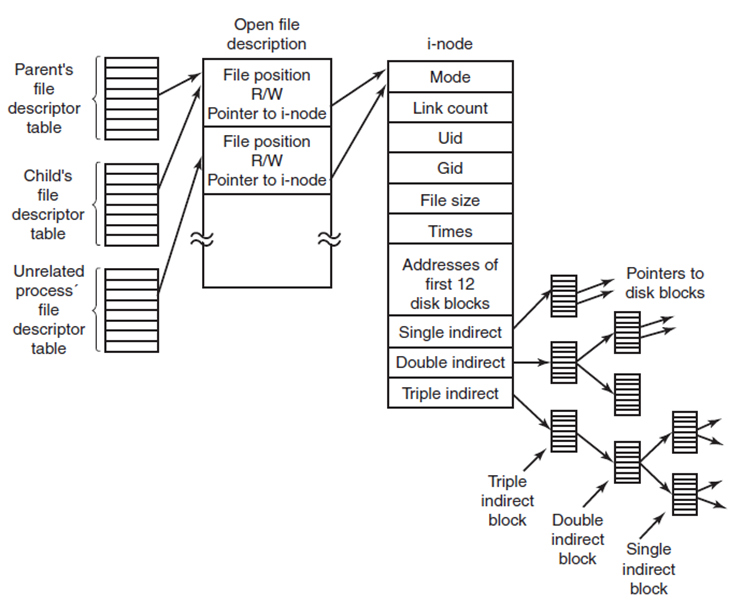 Open file
description
i-node
Parent's
file
descriptor
table
File position
R/W
Pointer to i-node
File position
R/W
Pointer to i-node
Mode
Link count
Uid
Gid
File size
Times
Addresses of
first 12
disk blocks
Single indirect
Double indirect
Triple indirect
Child's
file
descriptor
table
Unrelated
process´
file
descriptor
table
Pointers to
disk blocks
Triple
indirect
block
Double
indirect
block
Single
indirect
block